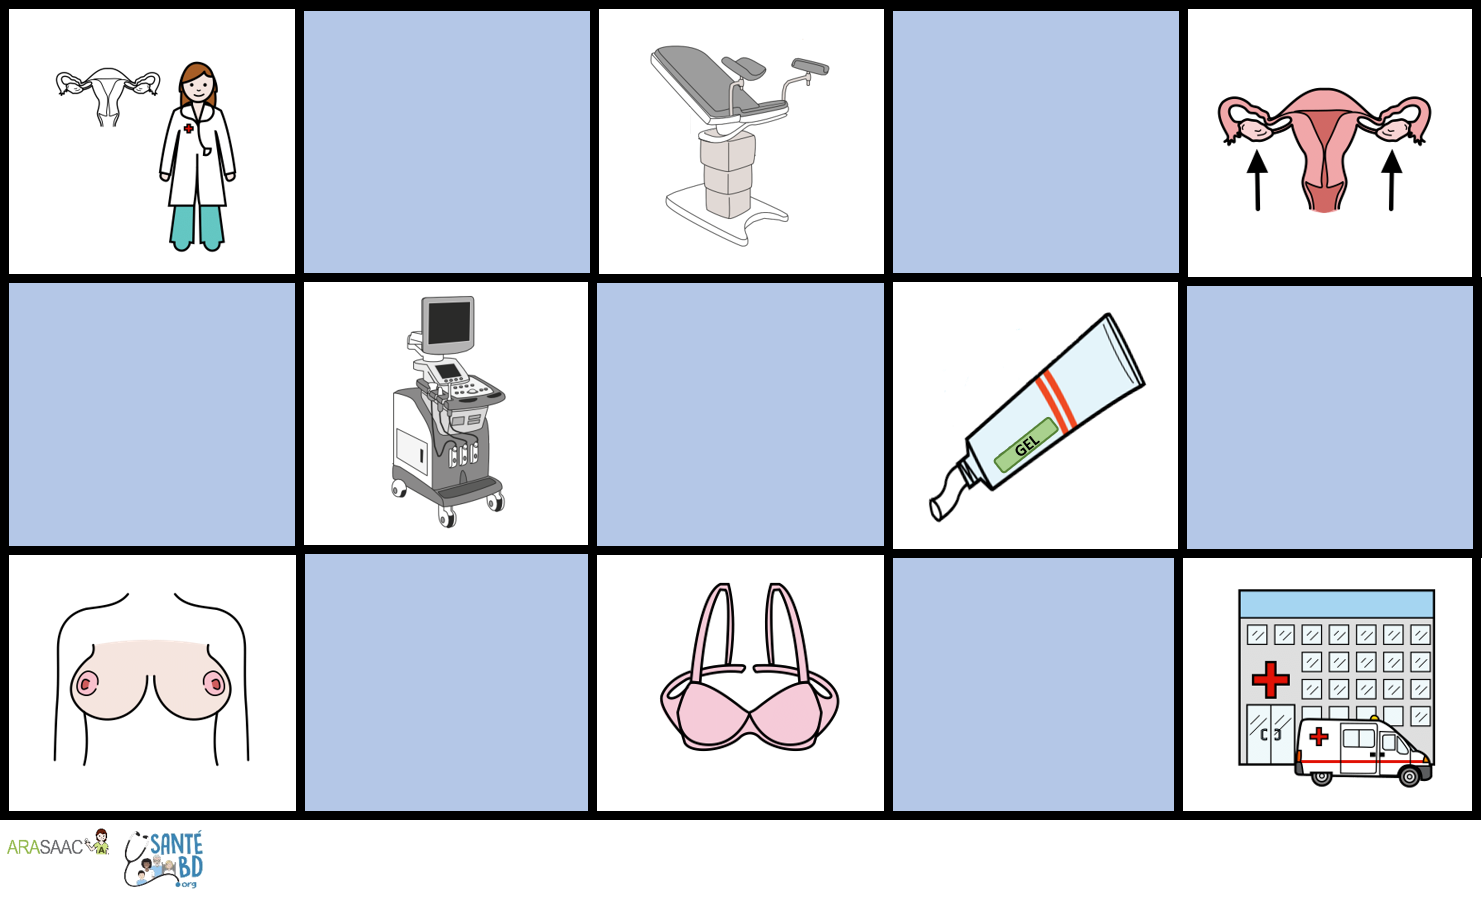 GEL
ARASAAC
SANTÉ
BD
.org